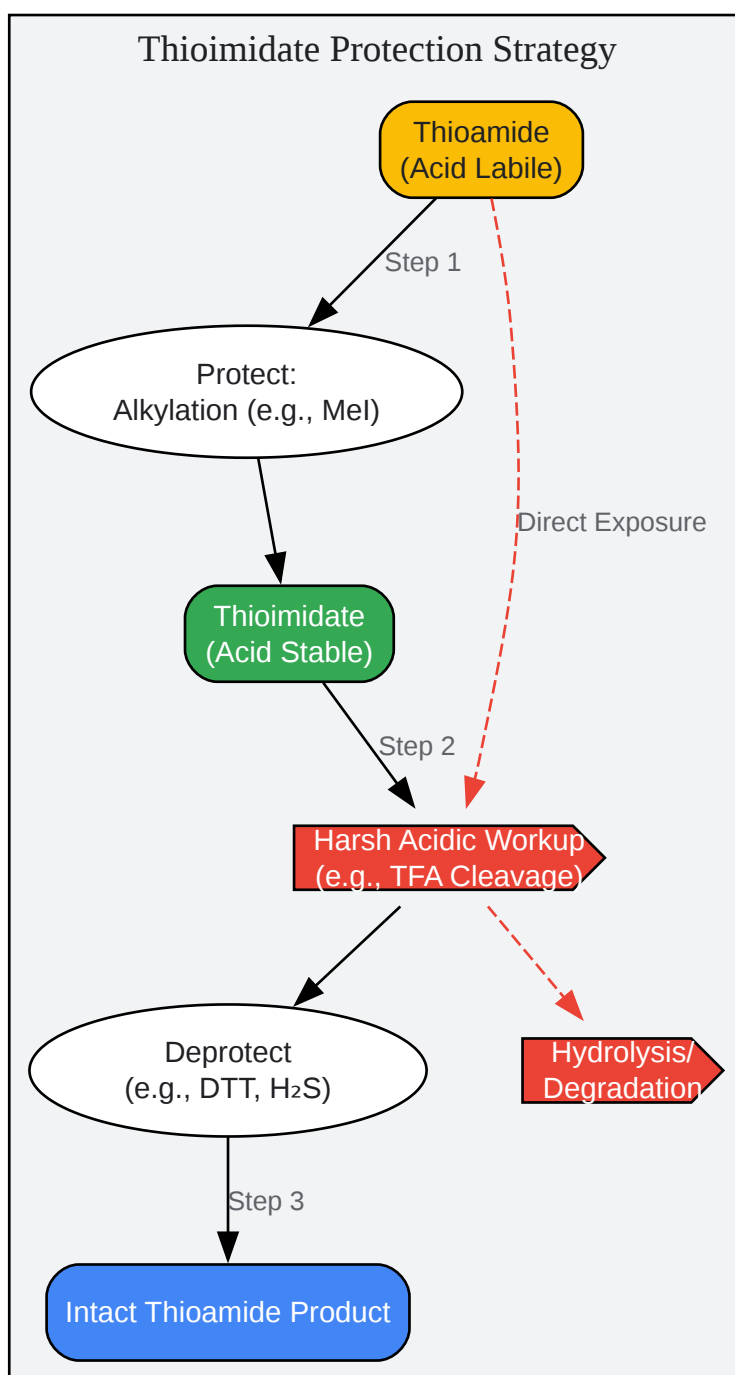 Thioimidate Protection Strategy
Thioamide
(Acid Labile)
Step 1
Protect:
Alkylation (e.g., MeI)
Direct Exposure
Thioimidate
(Acid Stable)
Step 2
Harsh Acidic Workup
(e.g., TFA Cleavage)
Deprotect
(e.g., DTT, H₂S)
Hydrolysis/
Degradation
Step 3
Intact Thioamide Product